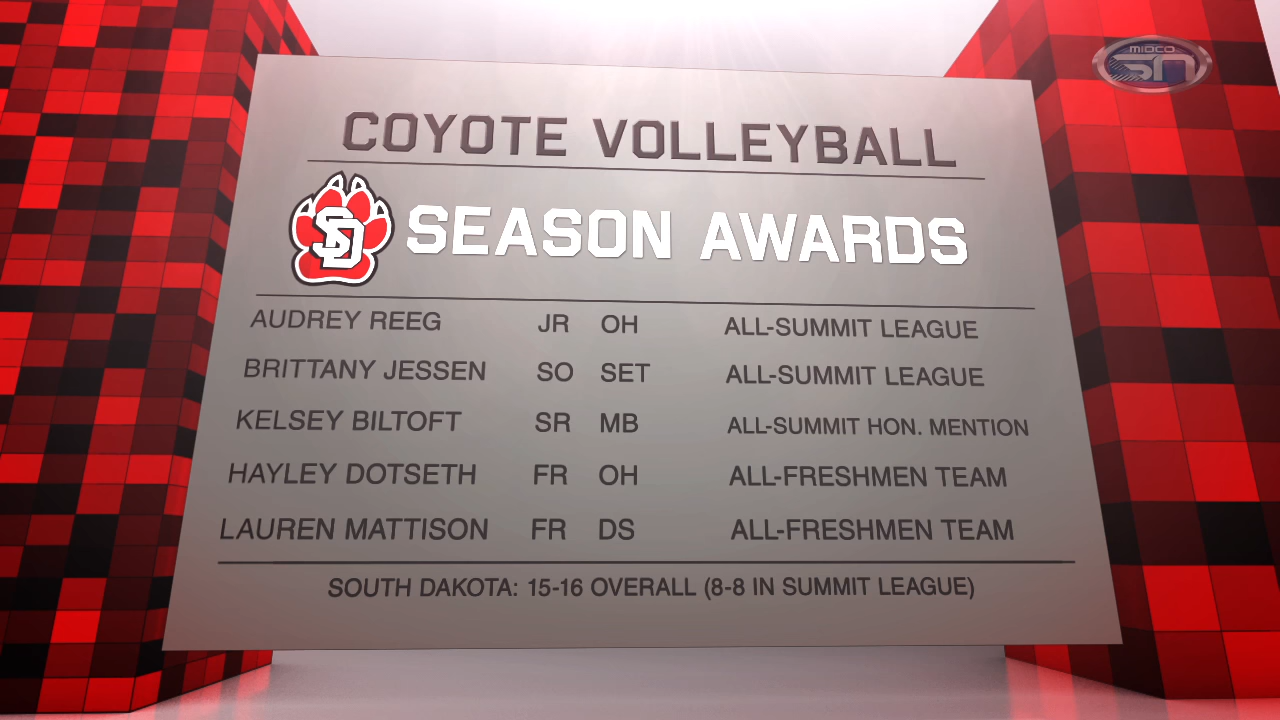 MIDCO
SN
COYOTE VOLLEYBALL
SD
SEASON AWARDS
AUDREY REEG JR OH ALL-SUMMIT LEAGUE
BRITTANY JESSEN SO SET ALL-SUMMIT LEAGUE
KELSEY BILTOFT SR MB ALL-SUMMIT HON. MENTION
HAYLEY DOTSETH FR OH ALL-FRESHMEN TEAM
LAUREN MATTISON FR DS ALL-FRESHMEN TEAM
SOUTH DAKOTA: 15-16 OVERALL (8-8 IN SUMMIT LEAGUE)